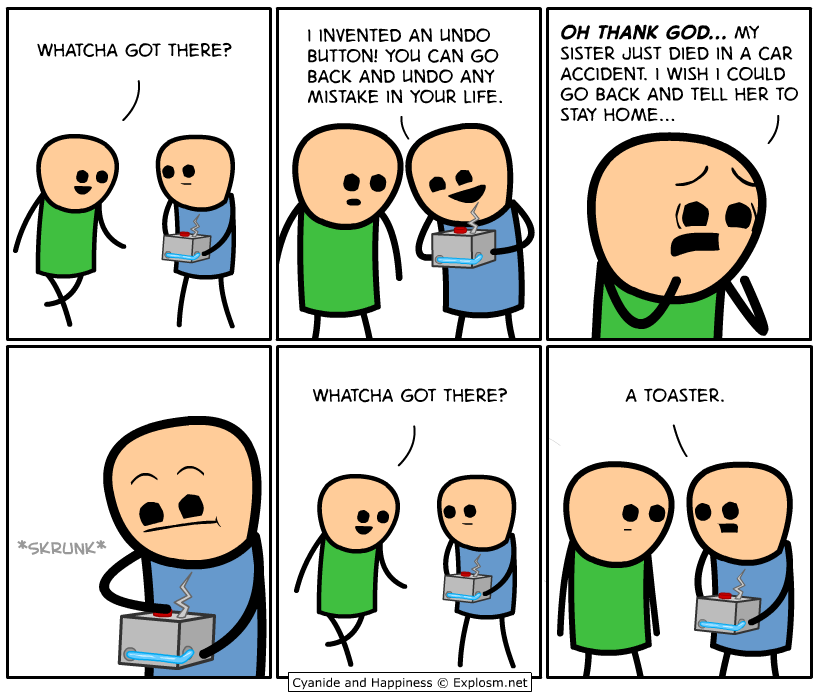 WHATCHA GOT THERE?
I INVENTED AN UNDO
BUTTON! YOU CAN GO
BACK AND UNDO ANY
MISTAKE IN YOUR LIFE.
OH THANK GOD... MY
SISTER JUST DIED IN A CAR
ACCIDENT. I WISH I COULD
GO BACK AND TELL HER TO
STAY HOME...
*SKRUNK*
WHATCHA GOT THERE?
A TOASTER.
Cyanide and Happiness © Explosm.net